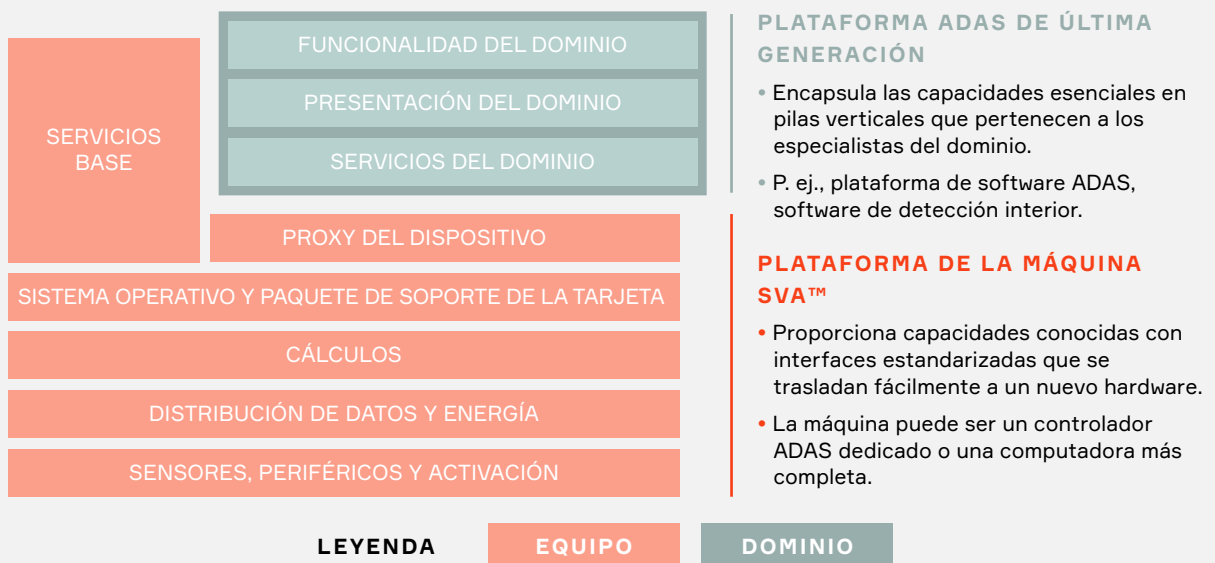 SERVICIOS
BASE
FUNCIONALIDAD DEL DOMINIO
PRESENTACIÓN DEL DOMINIO
SERVICIOS DEL DOMINIO
PROXY DEL DISPOSITIVO
SISTEMA OPERATIVO Y PAQUETE DE SOPORTE DE LA TARJETA
CÁLCULOS
DISTRIBUCIÓN DE DATOS Y ENERGÍA
SENSORES, PERIFÉRICOS Y ACTIVACIÓN
PLATAFORMA ADAS DE ÚLTIMA
GENERACIÓN
• Encapsula las capacidades esenciales en
pilas verticales que pertenecen a los
especialistas del dominio.
• P. ej., plataforma de software ADAS,
software de detección interior.
PLATAFORMA DE LA MÁQUINA
SVA™
• Proporciona capacidades conocidas con
interfaces estandarizadas que se
trasladan fácilmente a un nuevo hardware.
• La máquina puede ser un controlador
ADAS dedicado o una computadora más
completa.
LEYENDA
EQUIPO
DOMINIO